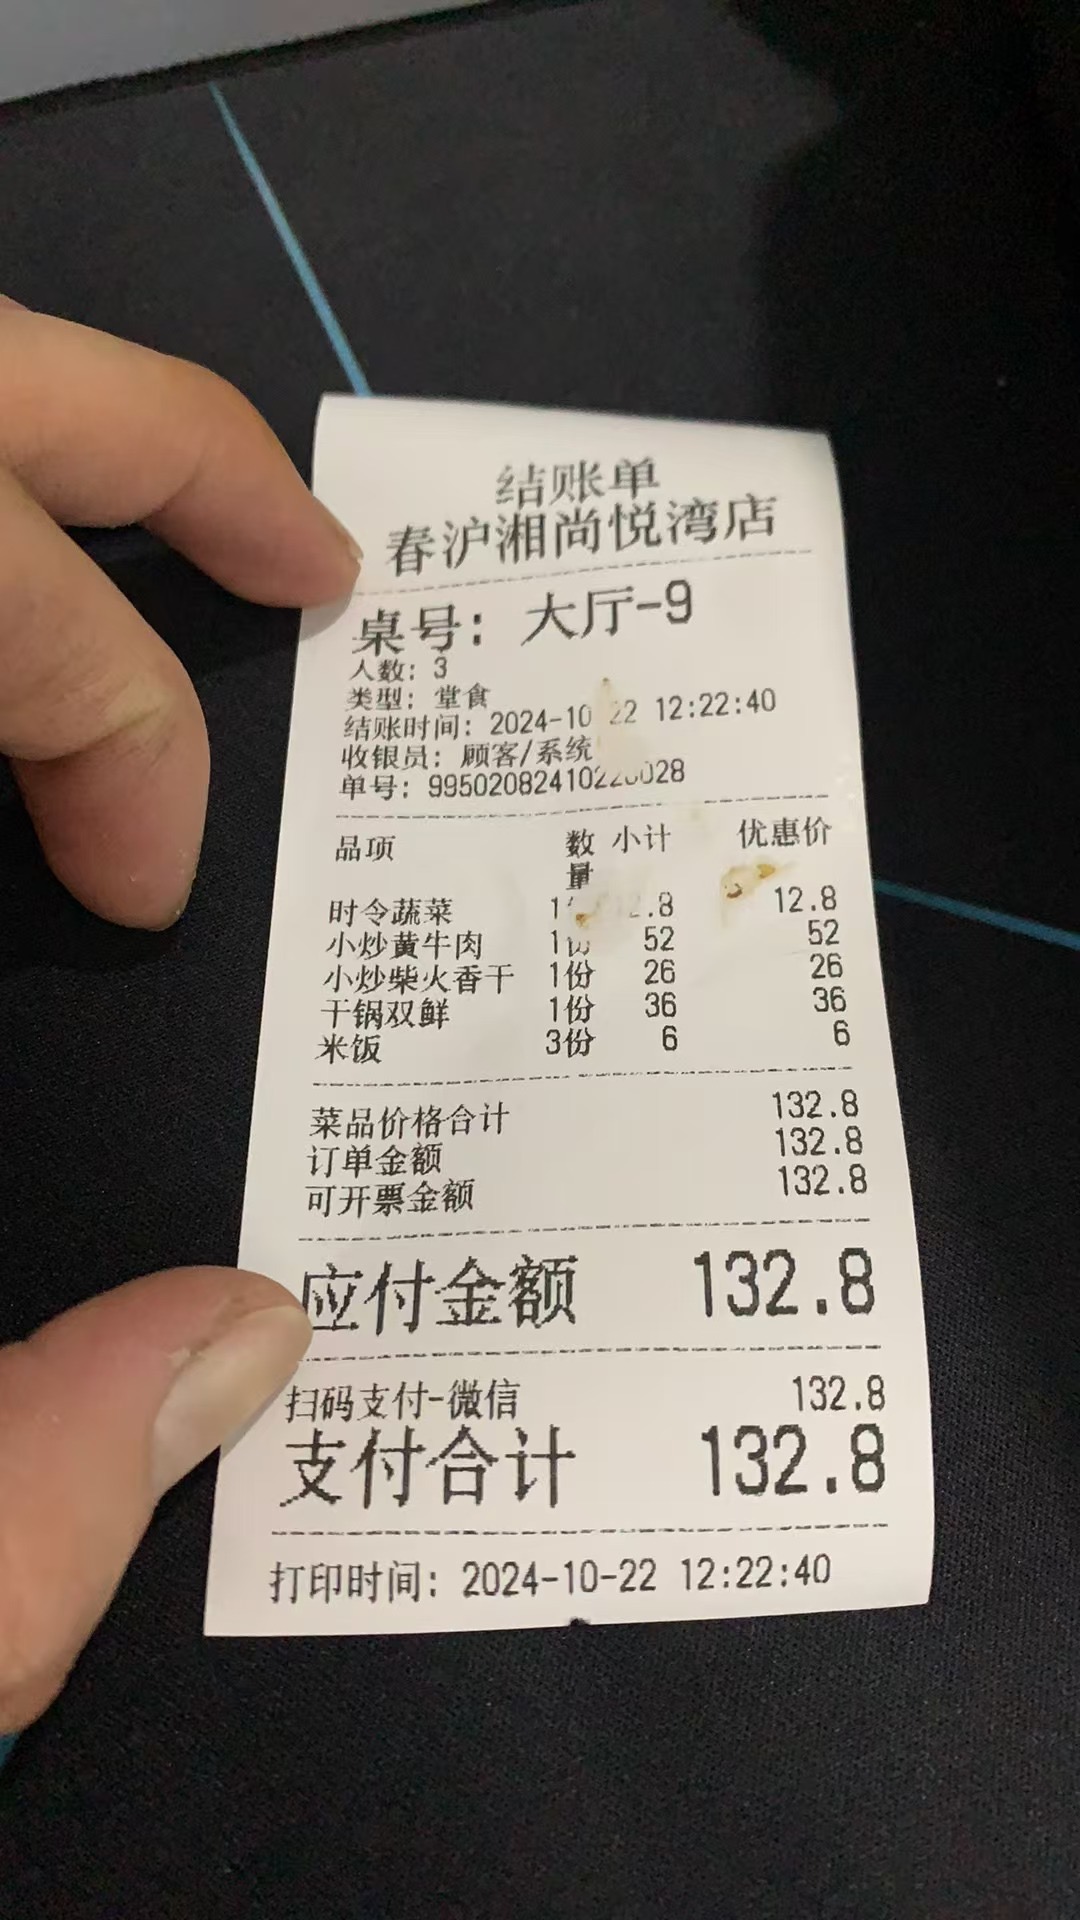 结账单
春沪湘尚悦湾店
桌号: 大厅-9
人数: 3
类型: 堂食
结账时间: 2024-10 22 12:22:40
收银员: 顾客/系统
单号:
品项 数量 小计 优惠价
时令蔬菜 1 2.8 12.8
小炒黄牛肉 1份 52 52
小炒柴火香干 1份 26 26
干锅双鲜 1份 36 36
米饭 3份 6 6
菜品价格合计 132.8
订单金额 132.8
可开票金额 132.8
应付金额 132.8
扫码支付-微信 132.8
支付合计 132.8
打印时间: 2024-10-22 12:22:40